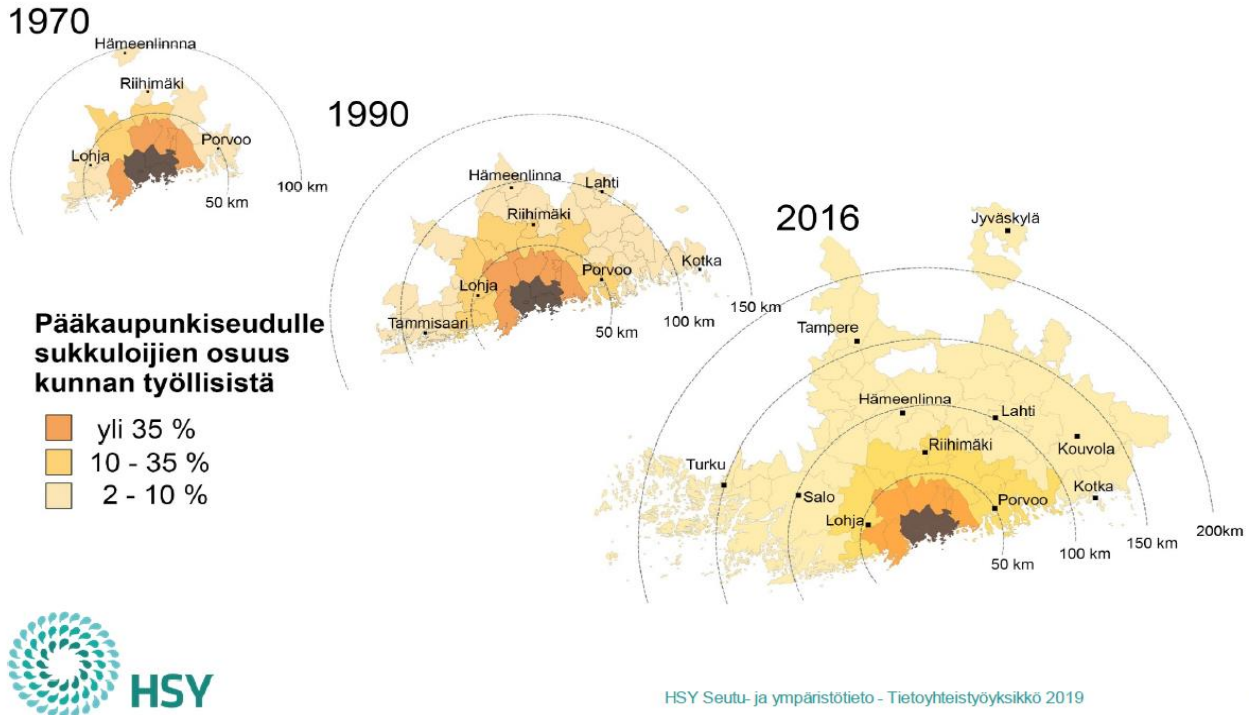 1970
Hämeenlinnna
Riihimäki
Lohja
Porvoo
50 km
100 km
1990
Hämeenlinna
Lahti
Riihimäki
Kotka
Porvoo
Lohja
Tammisaari
50 km
100 km
150 km
2016
Jyväskylä
Tampere
Hämeenlinna
Lahti
Riihimäki
Kouvola
Turku
Salo
Kotka
Porvoo
Lohja
50 km
100 km
150 km
200km
Pääkaupunkiseudulle
sukkuloijien osuus
kunnan työllisistä
yli 35 %
10 - 35 %
2 - 10 %
HSY
HSY Seutu- ja ympäristötieto - Tietoyhteistyöyksikkö 2019